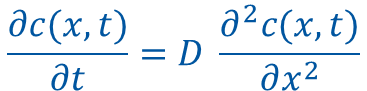 ∂c(x, t)/∂t = D ∂²c(x, t)/∂x²